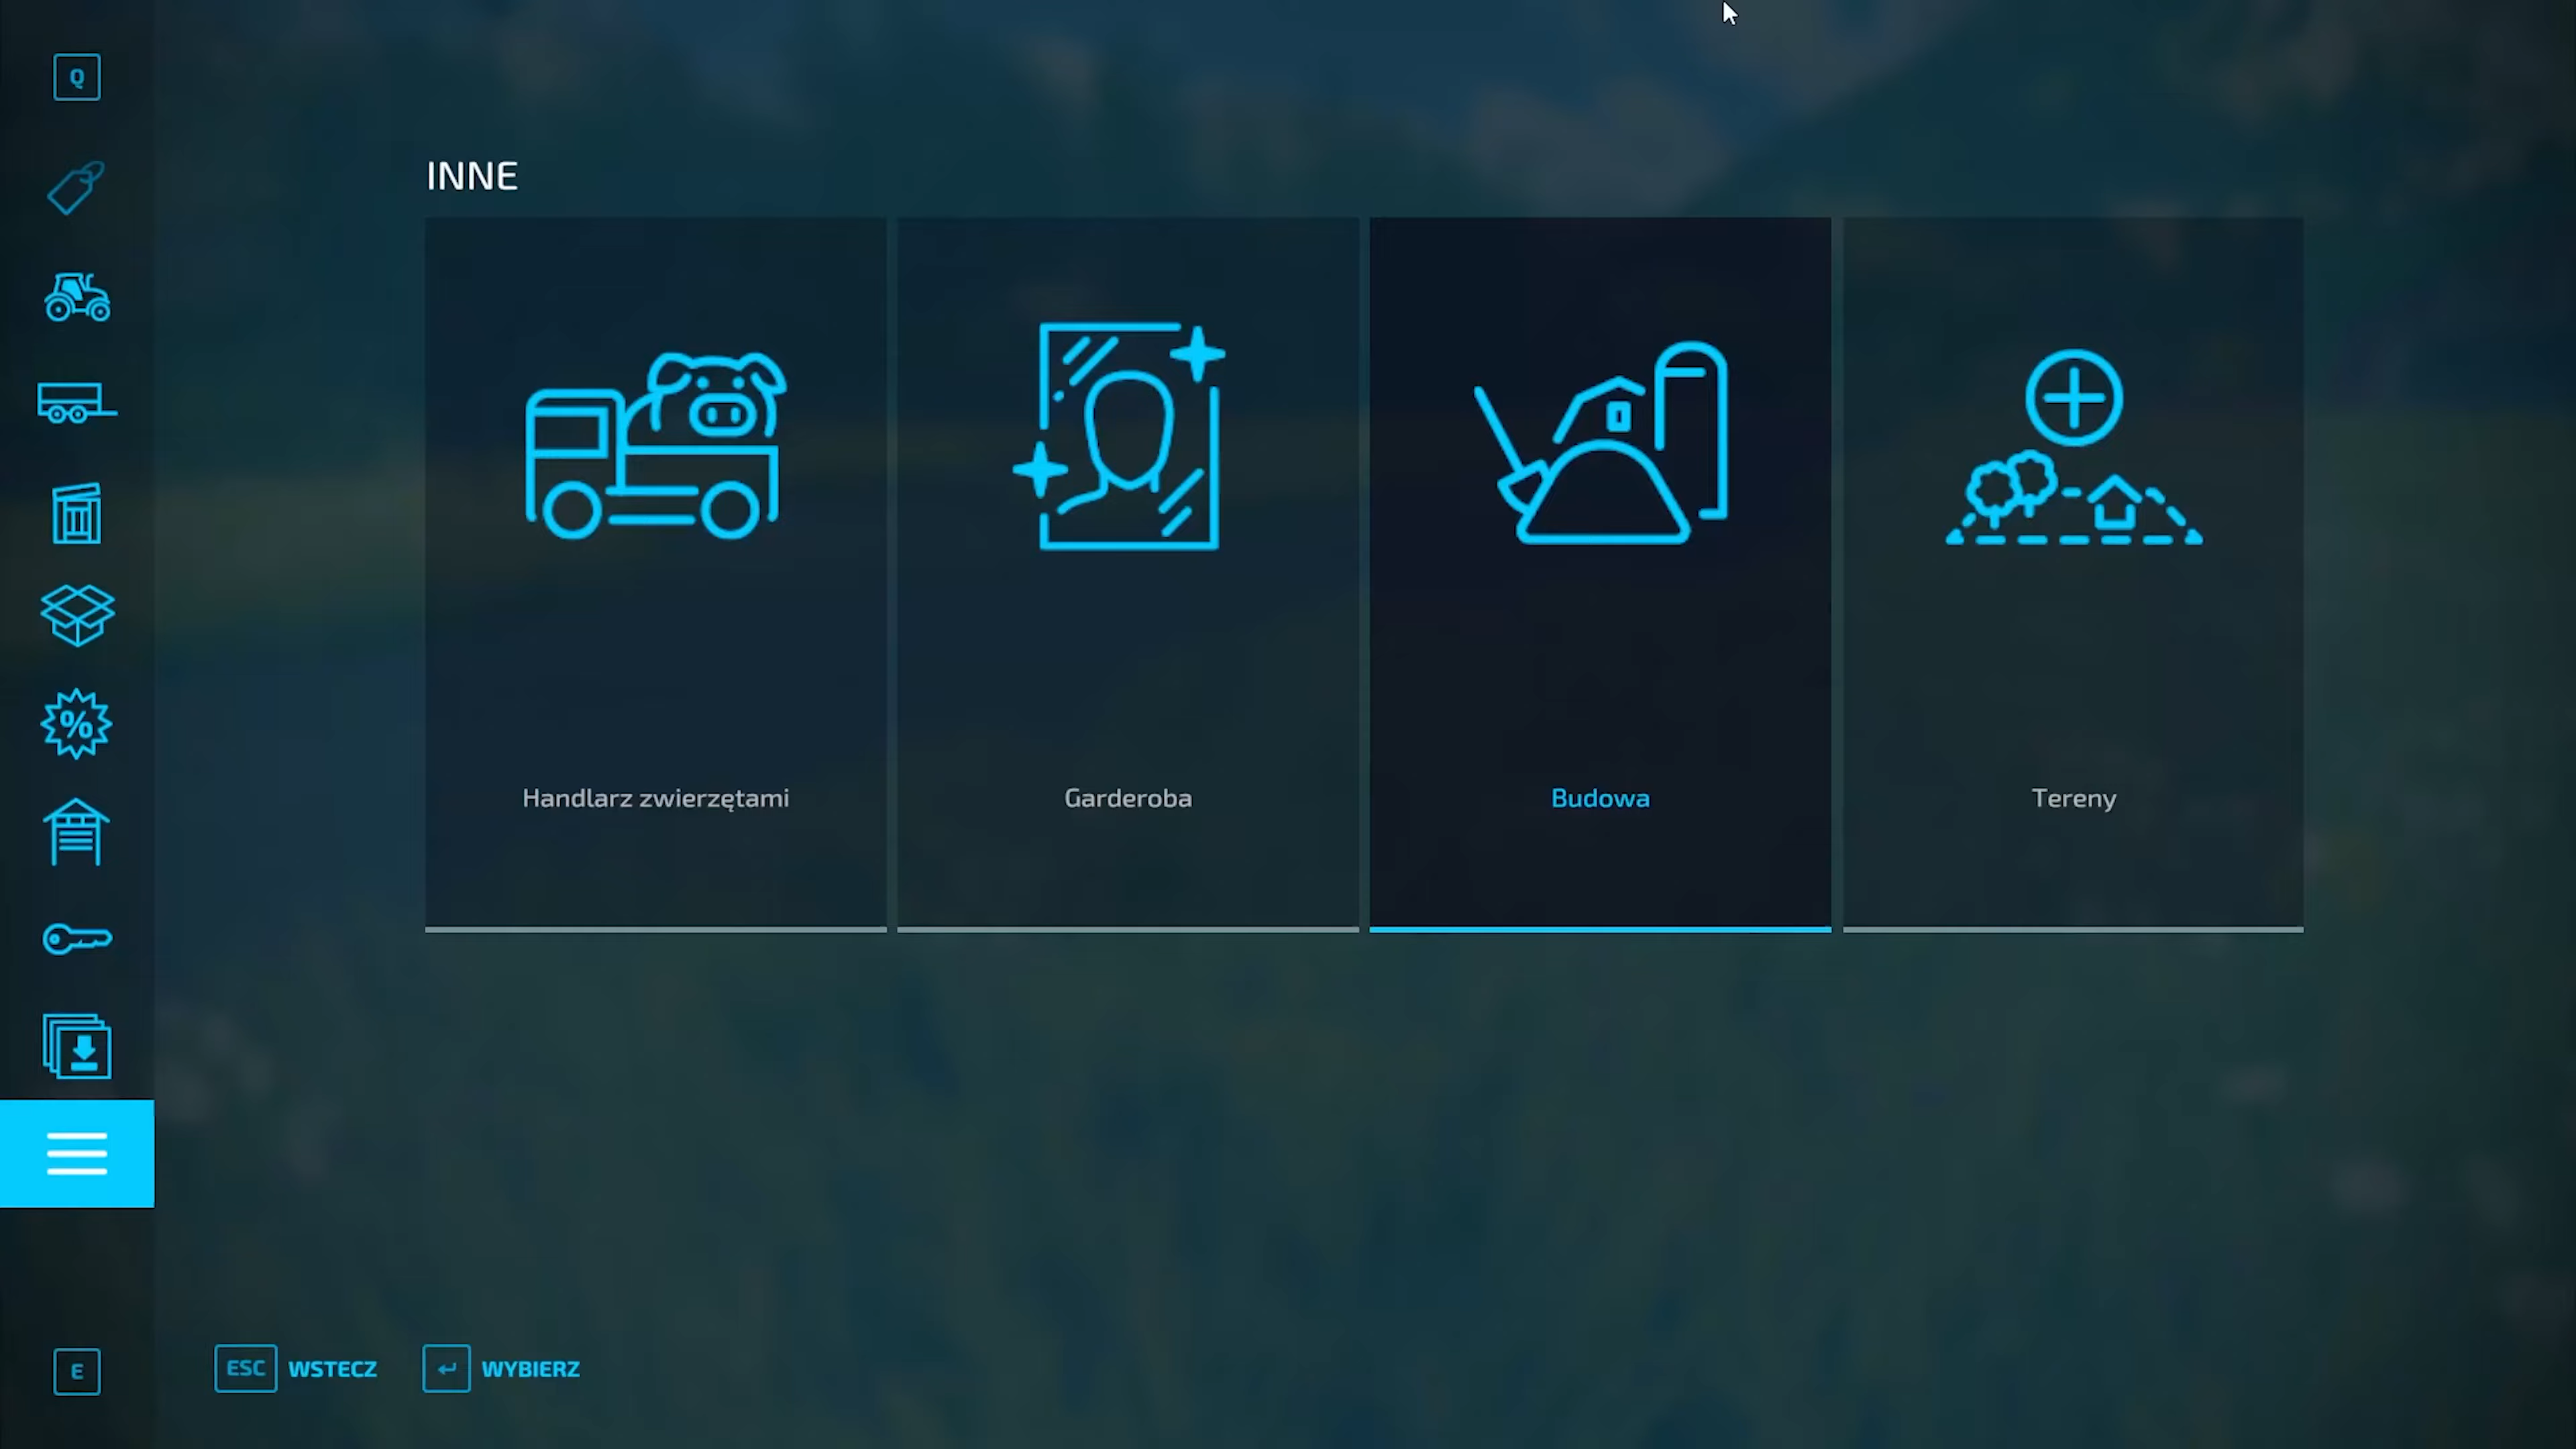 Q
INNE
%
Handlarz zwierzętami
Garderoba
Budowa
Tereny
E
ESC WSTECZ
WYBIERZ